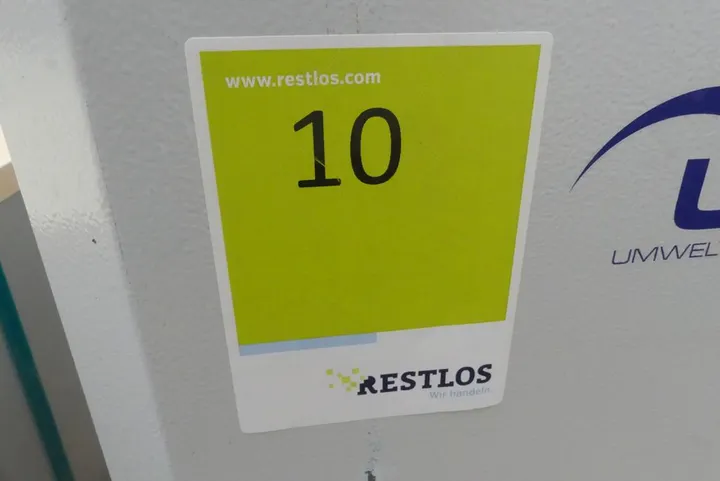 www.restlos.com
10
RESTLOS
Wir handeln.
UMWEL